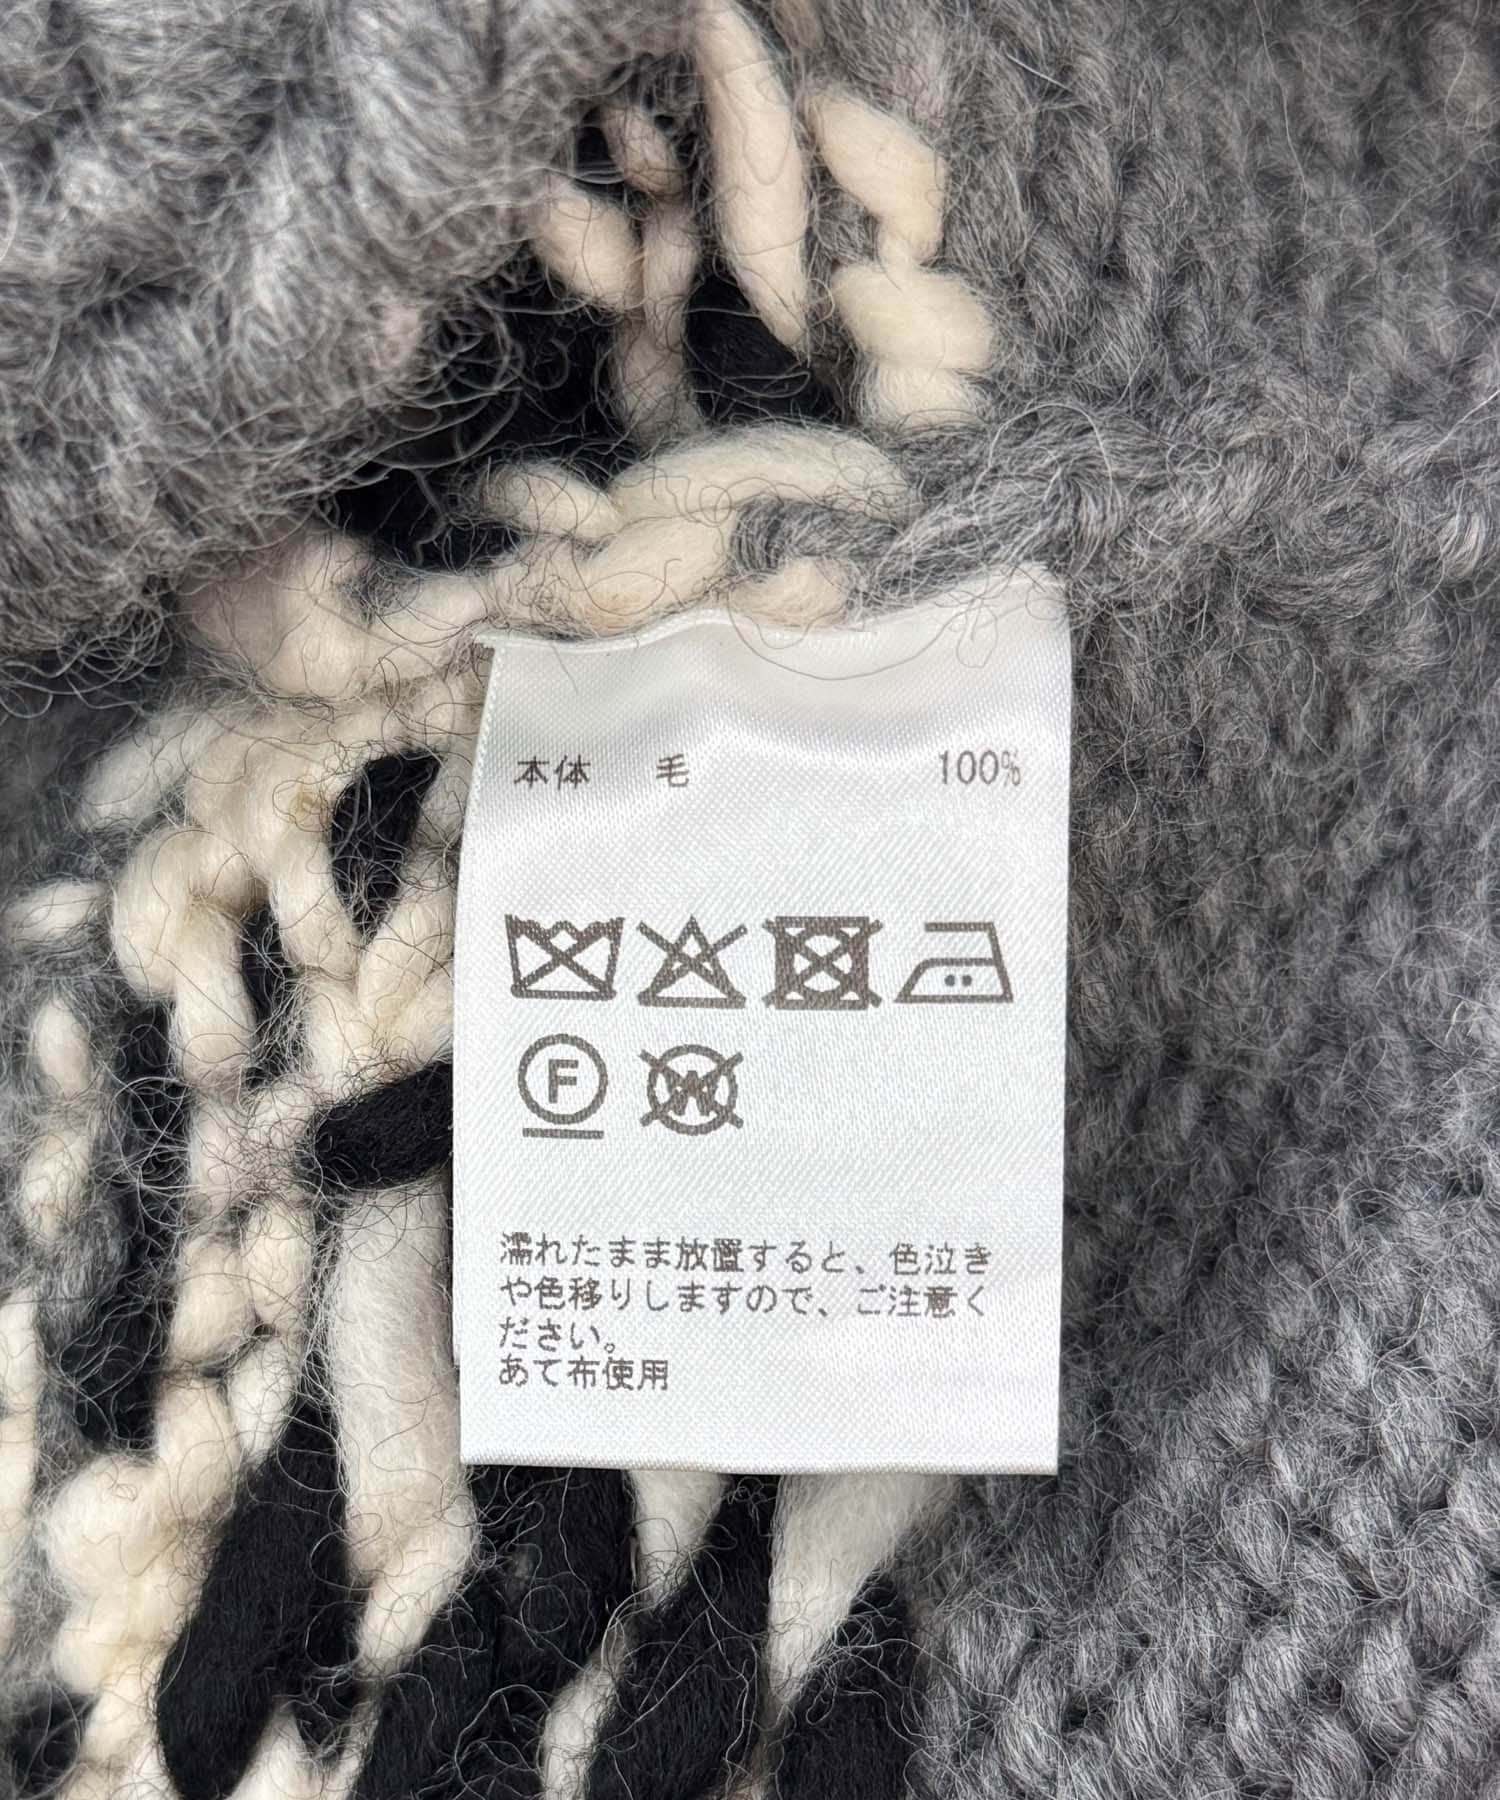 本体 毛 100%
F W
濡れたまま放置すると、色泣き
や色移りしますので、ご注意く
ださい。
あて布使用